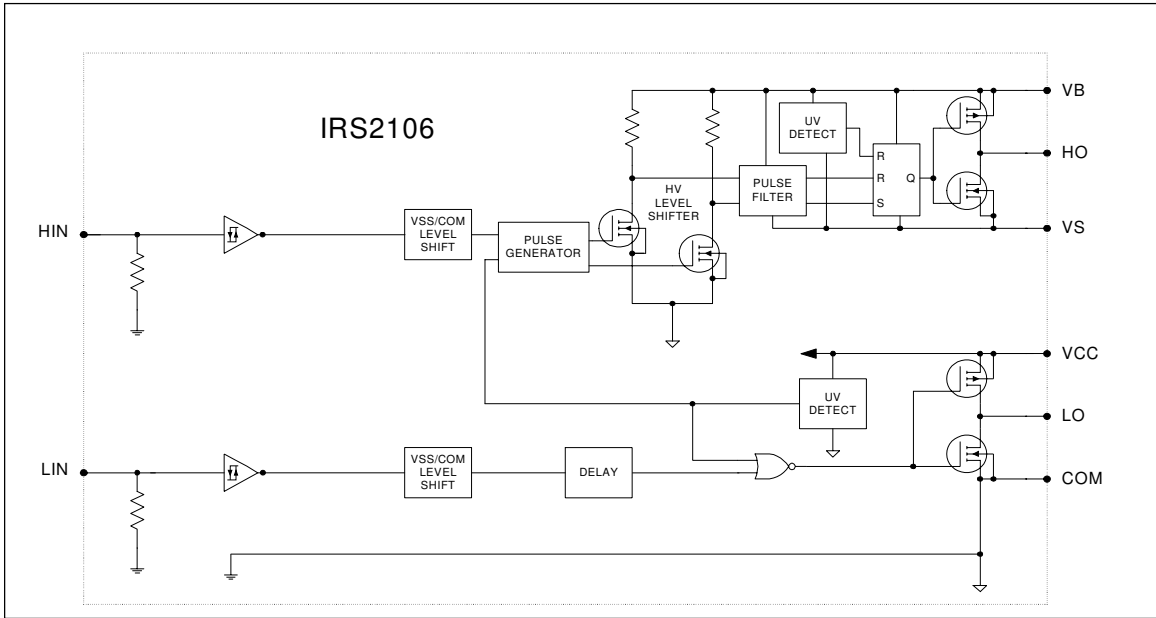 IRS2106
VB
UV
DETECT
HO
R
R
Q
S
PULSE
FILTER
HV
LEVEL
SHIFTER
VS
HIN
VSS/COM
LEVEL
SHIFT
PULSE
GENERATOR
VCC
UV
DETECT
LO
LIN
VSS/COM
LEVEL
SHIFT
DELAY
COM